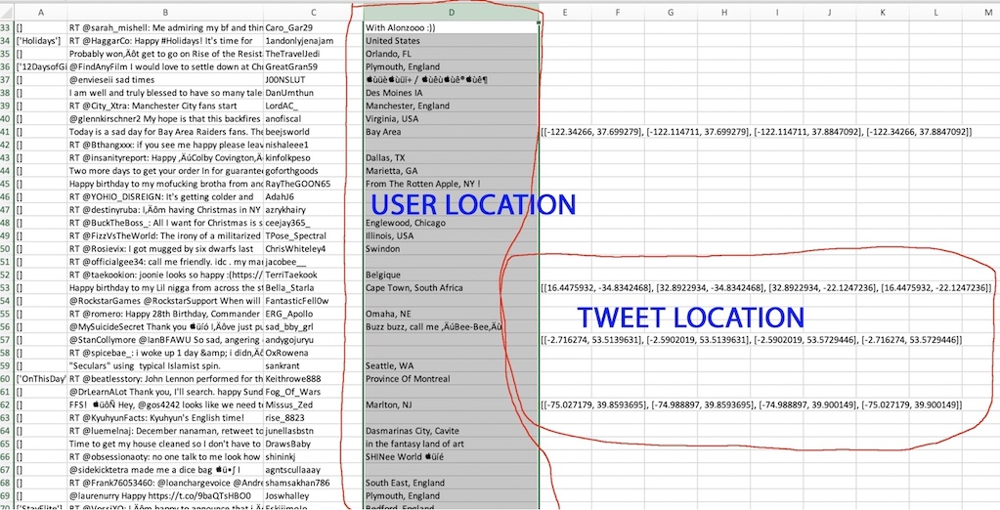 A B C D E F G H I J K L M
33 [] RT @sarah_mishell: Me admiring my bf and thin Caro_Gar29 With Alonzooo :))
34 ['Holidays'] RT @HaggarCo: Happy #Holidays! It's time for 1andonlyjenajam United States
35 [] Probably won‚Äôt get to go on Rise of the Resist TheTravelJedi Orlando, FL
36 ['12DaysofGi @FindAnyFilm I would love to settle down at Chr GreatGran59 Plymouth, England
37 [] @envieseii sad times J00NSLUT
38 [] I am well and truly blessed to have so many tale DanUmthun Des Moines IA
39 [] RT @City_Xtra: Manchester City fans start LordAC_ Manchester, England
40 [] @glennkirschner2 My hope is that this backfires anofiscal Virginia, USA
41 [] Today is a sad day for Bay Area Raiders fans. The beejsworld Bay Area [[-122.34266, 37.699279], [-122.114711, 37.699279], [-122.114711, 37.8847092], [-122.34266, 37.8847092]]
42 [] RT @Bthangxxx: if you see me happy please leav nishaleee1
43 [] RT @insanityreport: Happy ‚ÄúColby Covington‚Ä kinfolkpeso Dallas, TX
44 [] Two more days to get your order In for guarante goforthgoods Marietta, GA
45 [] Happy birthday to my mofucking brotha from anc RayTheGOON65 From The Rotten Apple, NY !
46 [] RT @YOHIO_DISREIGN: It's getting colder and AdahJ6
USER LOCATION
47 [] RT @destinyruba: I‚Äôm having Christmas in NY azrykhairy
48 [] RT @BuckTheBoss_: All I want for Christmas is s ceejay365_ Englewood, Chicago
49 [] RT @FizzVsTheWorld: The irony of a militarized TPose_Spectral Illinois, USA
50 [] RT @Rosievix: I got mugged by six dwarfs last ChrisWhiteley4 Swindon
51 [] RT @officialgee34: call me friendly. idc . my mar jacobee__
52 [] RT @taekookion: joonie looks so happy :(https:/ TerriTaekook Belgique
53 [] Happy birthday to my Lil nigga from across the s Bella_Starla Cape Town, South Africa [[16.4475932, -34.8342468], [32.8922934, -34.8342468], [32.8922934, -22.1247236], [16.4475932, -22.1247236]]
54 [] @RockstarGames @RockstarSupport When will FantasticFell0w
55 [] RT @romero: Happy 28th Birthday, Commander ERG_Apollo Omaha, NE
TWEET LOCATION
56 [] @MySuicideSecret Thank you I‚Äôve just pu sad_bby_grl Buzz buzz, call me ‚ÄúBee-Bee‚Äù
57 [] @StanCollymore @IanBFAWU So sad, angering andygojuryu [[-2.716274, 53.5139631], [-2.5902019, 53.5139631], [-2.5902019, 53.5729446], [-2.716274, 53.5729446]]
58 [] RT @spicebae_: i woke up 1 day &amp; i didn‚Ä OxRowena
59 [] "Seculars" using typical Islamist spin. sankrant Seattle, WA
60 ['OnThisDay' RT @beatlesstory: John Lennon performed for th Keithrowe888 Province Of Montreal
61 [] @DrLearnALot Thank you, I'll search. happy Sund Fog_Of_Wars
62 [] FFS! Hey, @gos4242 looks like we need t Missus_Zed Marlton, NJ [[-75.027179, 39.8593695], [-74.988897, 39.8593695], [-74.988897, 39.900149], [-75.027179, 39.900149]]
63 [] RT @KyuhyunFacts: Kyuhyun's English time! rise_8823
64 [] RT @luemelnaj: December nanaman, retweet to junellasbstn Dasmarinas City, Cavite
65 [] Time to get my house cleaned so I don't have to DrawsBaby in the fantasy land of art
66 [] RT @obsessionaoty: no one talk to me look how shininkj SHINee World
67 [] @sidekicktetra made me a dice bag agntscullaaay
68 [] RT @Frank76053460: @loanchargevoice @Andre shamsakhan786 South East, England
69 [] @laurenurry Happy https://t.co/9baQTsHBO0 Joswhalley Plymouth, England
70 ['StayElite'] RT @VossiXO: I‚Äôm happy to announce that i Eskiimolo Bedford, England